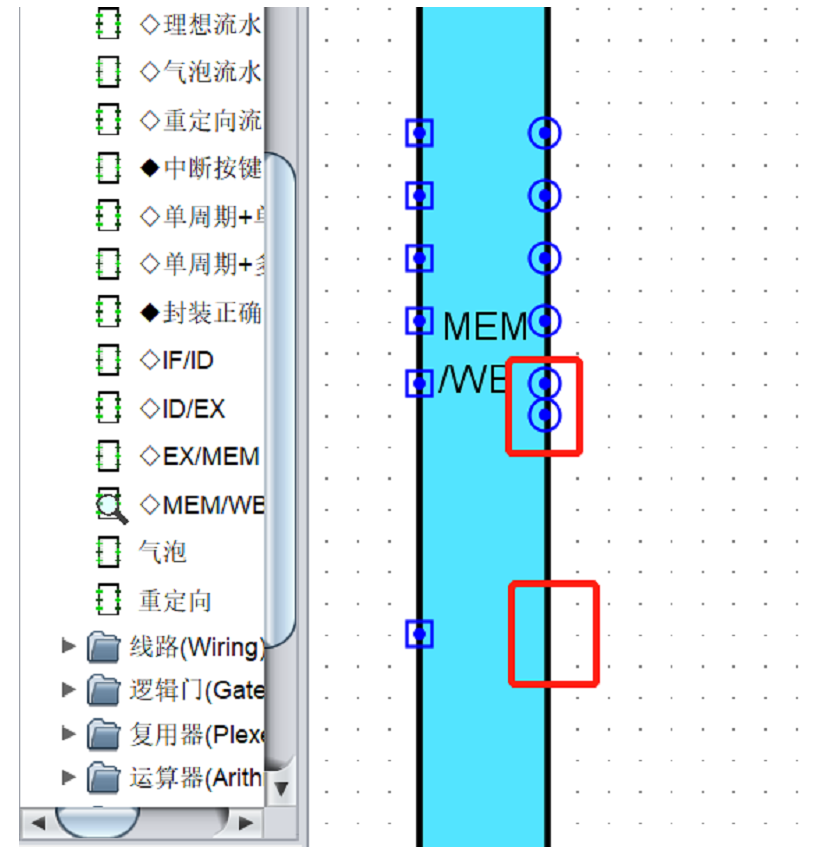 ◇理想流水
◇气泡流水
◇重定向流
◆中断按键
◇单周期+单
◇单周期+多
◆封装正确
◇IF/ID
◇ID/EX
◇EX/MEM
◇MEM/WB
气泡
重定向
线路(Wiring)
逻辑门(Gate
复用器(Plexe
运算器(Arith
MEM
/WB